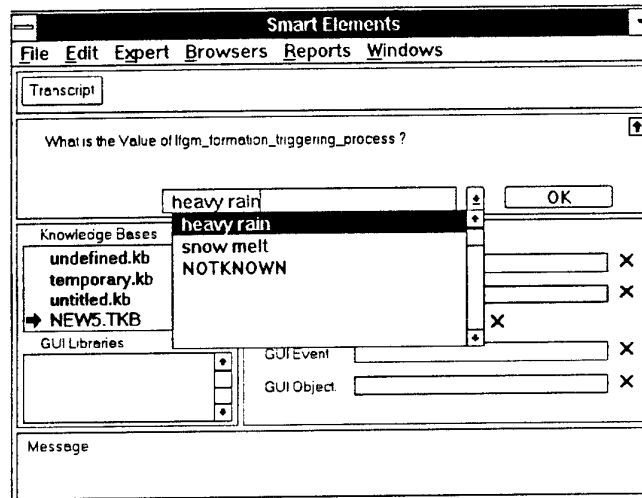 Smart Elements
File Edit Expert Browsers Reports Windows
Transcript
What is the Value of lfgm_formation_triggering_process ?
heavy rain
OK
heavy rain
snow melt
NOTKNOWN
Knowledge Bases
undefined.kb
temporary.kb
untitled.kb
NEW5.TKB
GUI Libraries
GUI Event
GUI Object.
Message